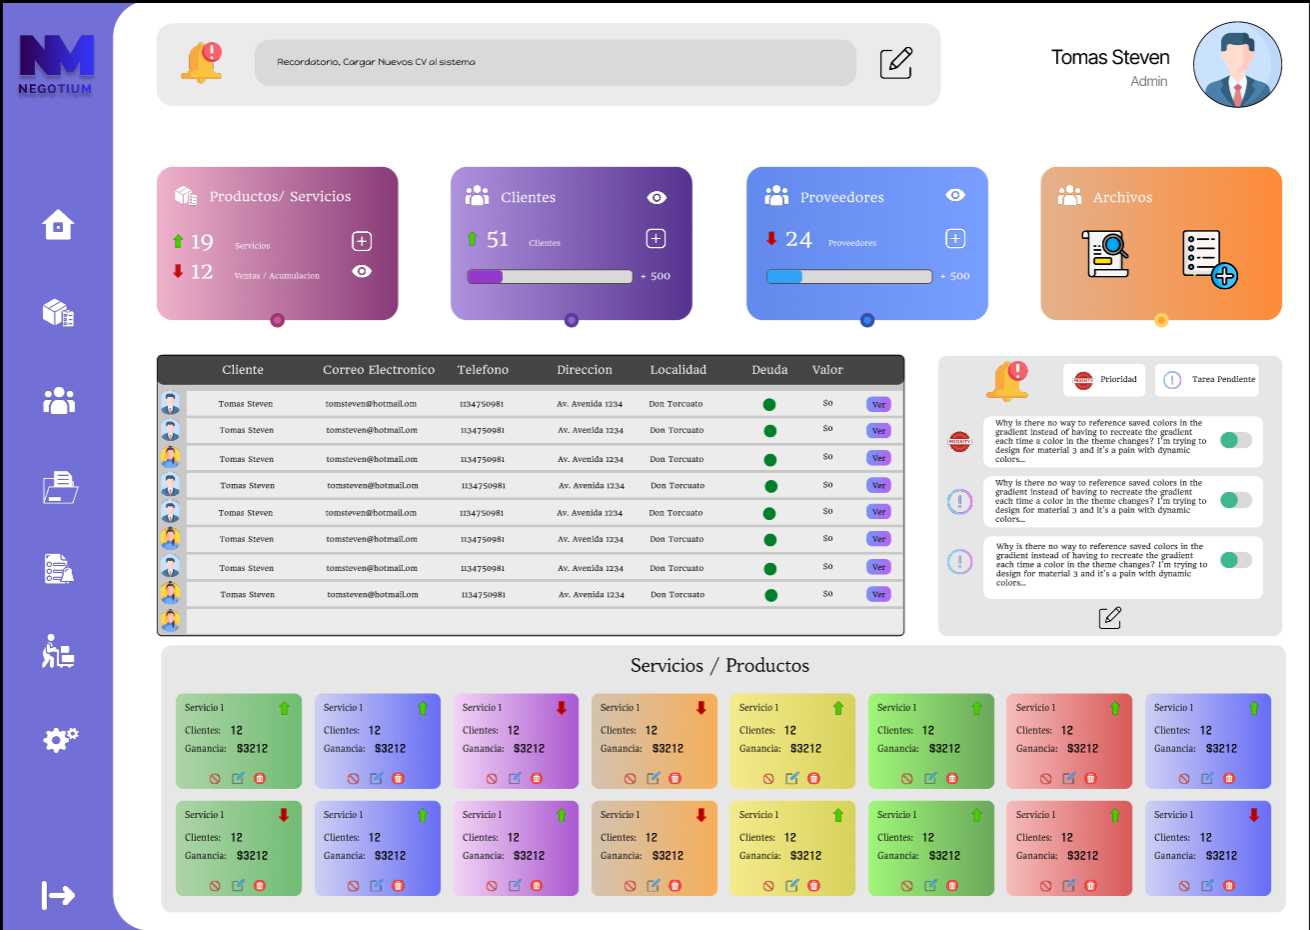 NM
NEGOTIUM
Recordatorio, Cargar Nuevos CV al sistema
Tomas Steven
Admin
Productos/ Servicios
19 Servicios
12 Ventas / Acumulacion
Clientes
51 Clientes
+ 500
Proveedores
24 Proveedores
+ 500
Archivos
Cliente Correo Electronico Telefono Direccion Localidad Deuda Valor
Tomas Steven tomsteven@hotmail.om 1134750981 Av. Avenida 1234 Don Torcuato $0 Ver
Tomas Steven tomsteven@hotmail.om 1134750981 Av. Avenida 1234 Don Torcuato $0 Ver
Tomas Steven tomsteven@hotmail.om 1134750981 Av. Avenida 1234 Don Torcuato $0 Ver
Tomas Steven tomsteven@hotmail.om 1134750981 Av. Avenida 1234 Don Torcuato $0 Ver
Tomas Steven tomsteven@hotmail.om 1134750981 Av. Avenida 1234 Don Torcuato $0 Ver
Tomas Steven tomsteven@hotmail.om 1134750981 Av. Avenida 1234 Don Torcuato $0 Ver
Tomas Steven tomsteven@hotmail.om 1134750981 Av. Avenida 1234 Don Torcuato $0 Ver
Tomas Steven tomsteven@hotmail.om 1134750981 Av. Avenida 1234 Don Torcuato $0 Ver
Prioridad Tarea Pendiente
Why is there no way to reference saved colors in the
gradient instead of having to recreate the gradient
each time a color in the theme changes? I'm trying to
design for material 3 and it's a pain with dynamic
colors...
Why is there no way to reference saved colors in the
gradient instead of having to recreate the gradient
each time a color in the theme changes? I'm trying to
design for material 3 and it's a pain with dynamic
colors...
Why is there no way to reference saved colors in the
gradient instead of having to recreate the gradient
each time a color in the theme changes? I'm trying to
design for material 3 and it's a pain with dynamic
colors...
Servicios / Productos
Servicio 1 Servicio 1 Servicio 1 Servicio 1 Servicio 1 Servicio 1 Servicio 1 Servicio 1
Clientes: 12 Clientes: 12 Clientes: 12 Clientes: 12 Clientes: 12 Clientes: 12 Clientes: 12 Clientes: 12
Ganancia: $3212 Ganancia: $3212 Ganancia: $3212 Ganancia: $3212 Ganancia: $3212 Ganancia: $3212 Ganancia: $3212 Ganancia: $3212
Servicio 1 Servicio 1 Servicio 1 Servicio 1 Servicio 1 Servicio 1 Servicio 1 Servicio 1
Clientes: 12 Clientes: 12 Clientes: 12 Clientes: 12 Clientes: 12 Clientes: 12 Clientes: 12 Clientes: 12
Ganancia: $3212 Ganancia: $3212 Ganancia: $3212 Ganancia: $3212 Ganancia: $3212 Ganancia: $3212 Ganancia: $3212 Ganancia: $3212